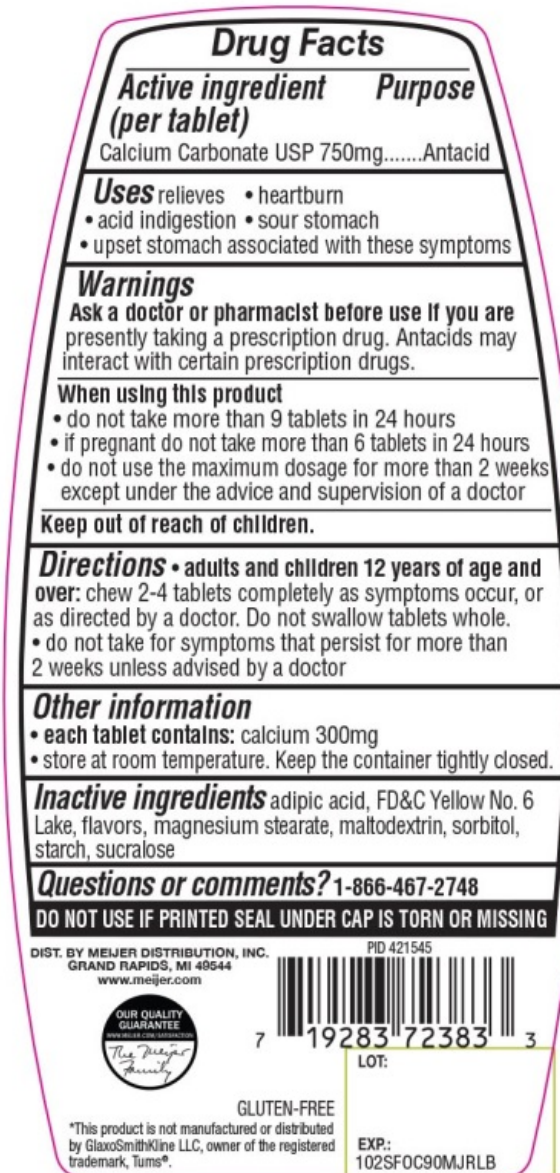 Drug Facts
Active ingredient Purpose
(per tablet)
Calcium Carbonate USP 750mg.......Antacid
Uses relieves • heartburn
• acid indigestion • sour stomach
• upset stomach associated with these symptoms
Warnings
Ask a doctor or pharmacist before use if you are
presently taking a prescription drug. Antacids may
interact with certain prescription drugs.
When using this product
• do not take more than 9 tablets in 24 hours
• if pregnant do not take more than 6 tablets in 24 hours
• do not use the maximum dosage for more than 2 weeks
except under the advice and supervision of a doctor
Keep out of reach of children.
Directions • adults and children 12 years of age and
over: chew 2-4 tablets completely as symptoms occur, or
as directed by a doctor. Do not swallow tablets whole.
• do not take for symptoms that persist for more than
2 weeks unless advised by a doctor
Other information
• each tablet contains: calcium 300mg
• store at room temperature. Keep the container tightly closed.
Inactive ingredients adipic acid, FD&C Yellow No. 6
Lake, flavors, magnesium stearate, maltodextrin, sorbitol,
starch, sucralose
Questions or comments? 1-866-467-2748
DO NOT USE IF PRINTED SEAL UNDER CAP IS TORN OR MISSING
DIST. BY MEIJER DISTRIBUTION, INC.
GRAND RAPIDS, MI 49544
www.meijer.com
OUR QUALITY
GUARANTEE
WWW.MEIJER.COM/SATISFACTION
The Meijer
Family
PID 421545
7 19283 72383 3
LOT:
EXP.:
102SFOC90MJRLB
GLUTEN-FREE
*This product is not manufactured or distributed
by GlaxoSmithKline LLC, owner of the registered
trademark, Tums®.